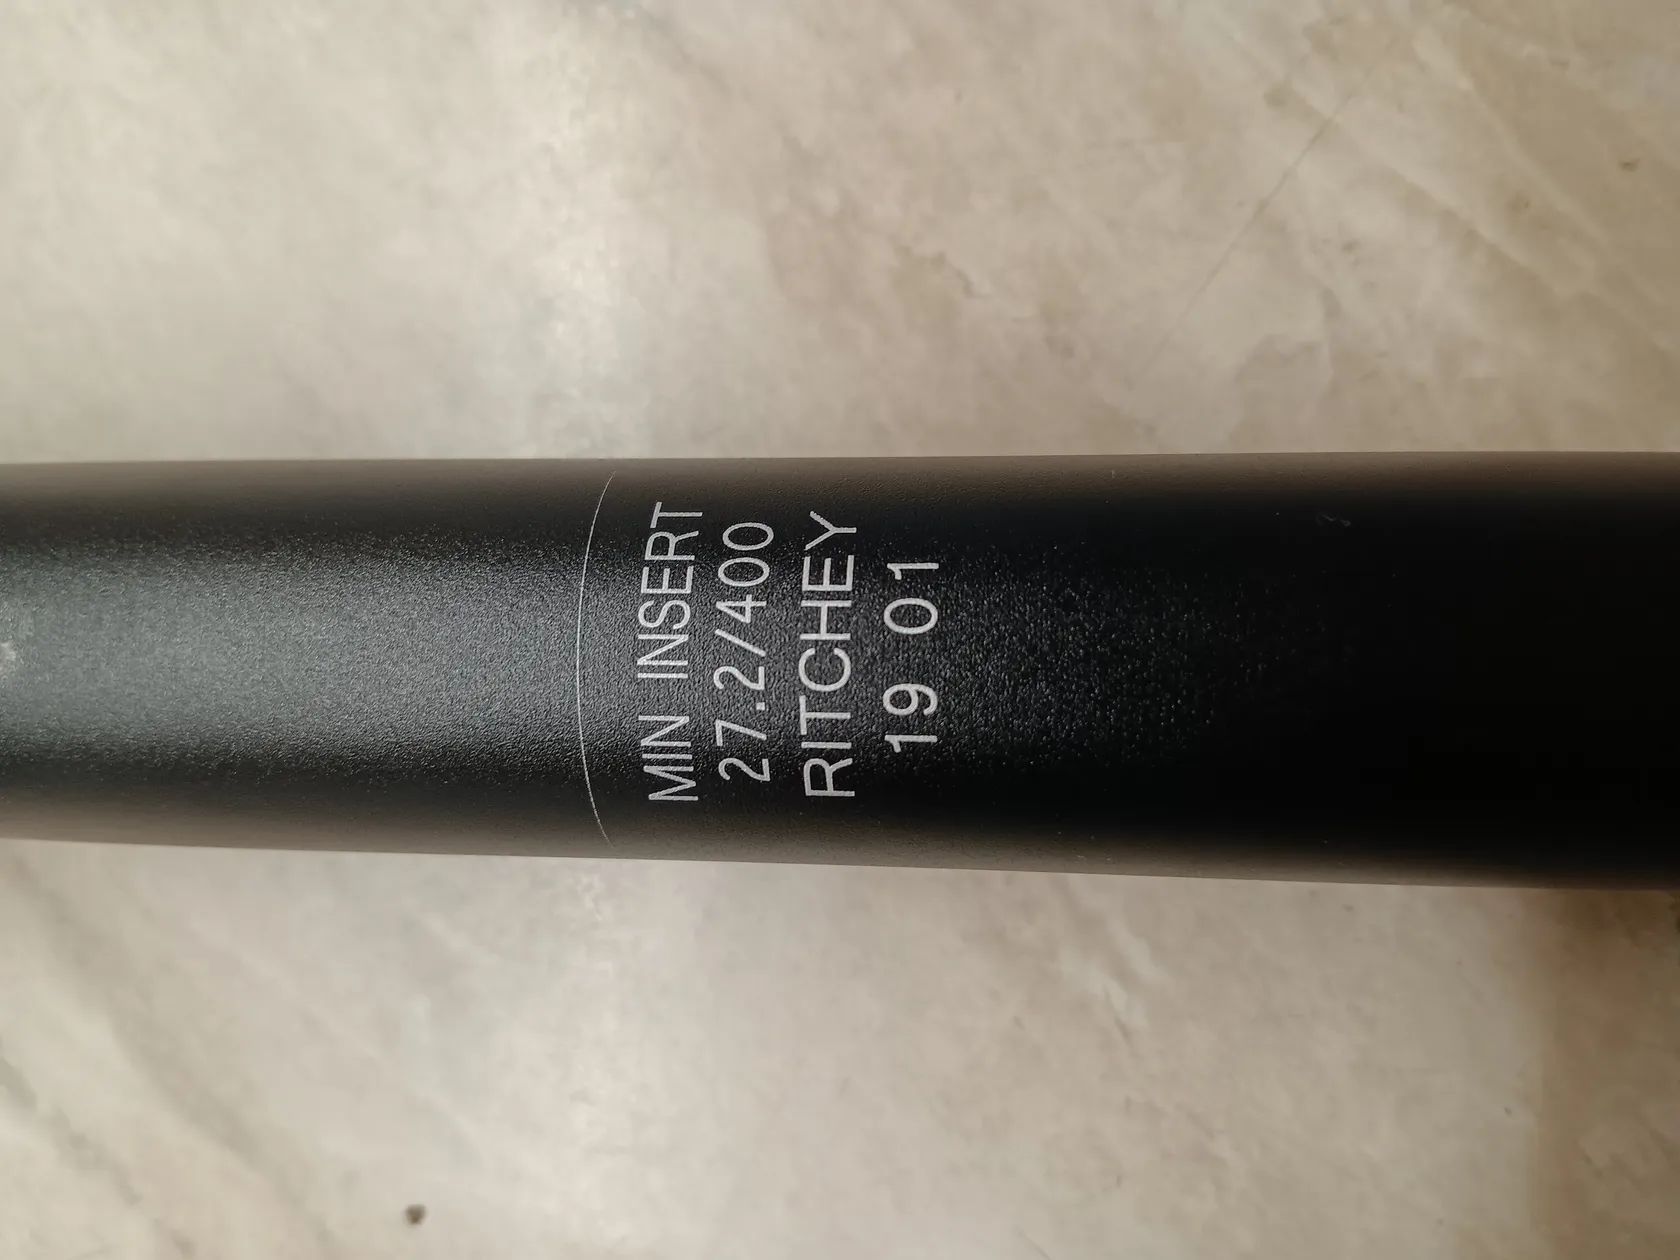 MIN INSERT
27.2/400
RITCHEY
19 01